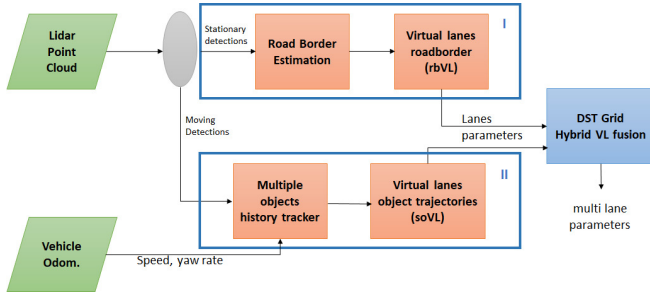 Lidar
Point
Cloud
Stationary
detections
Road Border
Estimation
Virtual lanes
roadborder
(rbVL)
I
Moving
Detections
Lanes
parameters
DST Grid
Hybrid VL fusion
II
Multiple
objects
history tracker
Virtual lanes
object trajectories
(soVL)
multi lane
parameters
Vehicle
Odom.
Speed, yaw rate